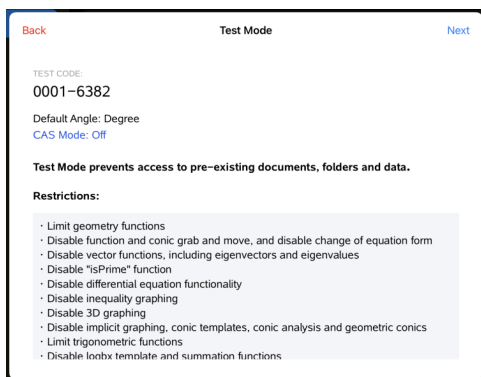 Back
Test Mode
Next
TEST CODE:
0001-6382
Default Angle: Degree
CAS Mode: Off
Test Mode prevents access to pre-existing documents, folders and data.
Restrictions:
· Limit geometry functions
· Disable function and conic grab and move, and disable change of equation form
· Disable vector functions, including eigenvectors and eigenvalues
· Disable "isPrime" function
· Disable differential equation functionality
· Disable inequality graphing
· Disable 3D graphing
· Disable implicit graphing, conic templates, conic analysis and geometric conics
· Limit trigonometric functions
· Disable logbx template and summation functions